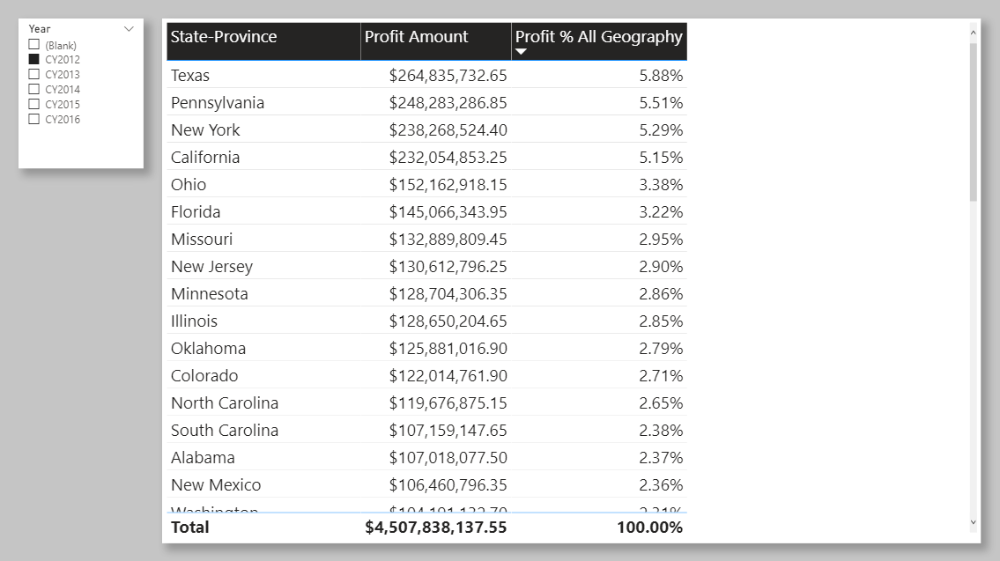 Year
(Blank)
CY2012
CY2013
CY2014
CY2015
CY2016
State-Province Profit Amount Profit % All Geography
Texas $264,835,732.65 5.88%
Pennsylvania $248,283,286.85 5.51%
New York $238,268,524.40 5.29%
California $232,054,853.25 5.15%
Ohio $152,162,918.15 3.38%
Florida $145,066,343.95 3.22%
Missouri $132,889,809.45 2.95%
New Jersey $130,612,796.25 2.90%
Minnesota $128,704,306.35 2.86%
Illinois $128,650,204.65 2.85%
Oklahoma $125,881,016.90 2.79%
Colorado $122,014,761.90 2.71%
North Carolina $119,676,875.15 2.65%
South Carolina $107,159,147.65 2.38%
Alabama $107,018,077.50 2.37%
New Mexico $106,460,796.35 2.36%
Washington
Total $4,507,838,137.55 100.00%